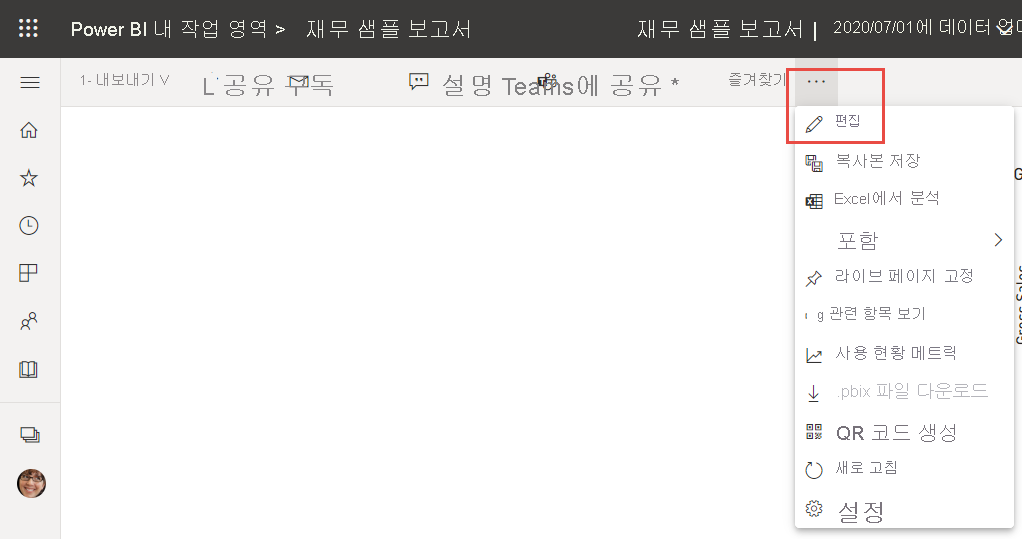 Power BI 내 작업 영역 > 재무 샘플 보고서 재무 샘플 보고서 | 2020/07/01에 데이터
1- 내보내기 공유 구독 설명 Teams에 공유 * 즐겨찾기 ...
편집
복사본 저장
Excel에서 분석
포함
라이브 페이지 고정
g 관련 항목 보기
사용 현황 메트릭
.pbix 파일 다운로드
QR 코드 생성
새로 고침
설정
Gross Sales